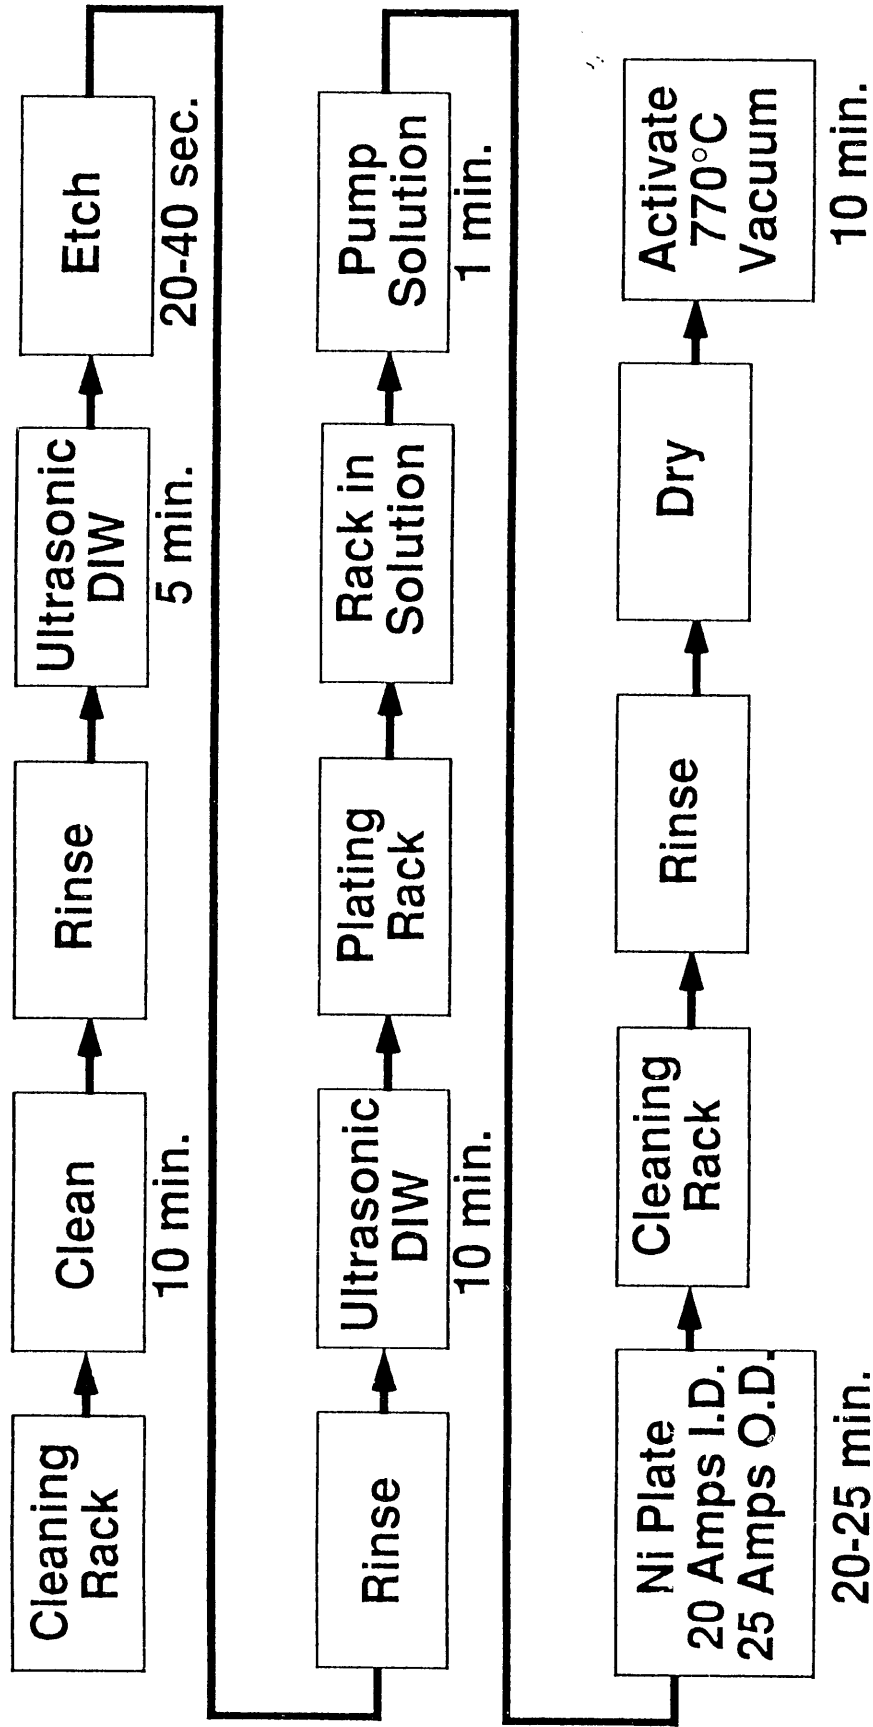 Cleaning
Rack
Clean
10 min.
Rinse
Ultrasonic
DIW
5 min.
Etch
20-40 sec.
Rinse
Ultrasonic
DIW
10 min.
Plating
Rack
Rack in
Solution
Pump
Solution
1 min.
Ni Plate
20 Amps I.D.
25 Amps O.D.
20-25 min.
Cleaning
Rack
Rinse
Dry
Activate
770°C
Vacuum
10 min.